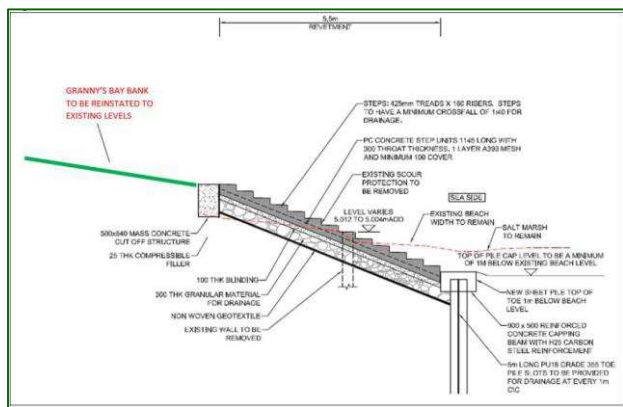 5.5m
REVETMENT
GRANNY'S BAY BANK
TO BE REINSTATED TO
EXISTING LEVELS
STEPS: 425mm TREADS X 160 RISERS. STEPS
TO HAVE A MINIMUM CROSSFALL OF 1x40 FOR
DRAINAGE.
PC CONCRETE STEP UNITS 1145 LONG WITH
300 THROAT THICKNESS, 1 LAYER A393 MESH
AND MINIMUM 100 COVER
EXISTING SCOUR
PROTECTION TO
BE REMOVED
SEA SIDE
LEVEL VARIES
5.012 TO 5.004mAOD
EXISTING BEACH
WIDTH TO REMAIN
SALT MARSH
TO REMAIN
TOP OF PILE CAP LEVEL TO BE A MINIMUM
OF 1M BELOW EXISTING BEACH LEVEL
500x640 MASS CONCRETE
CUT OFF STRUCTURE
25 THK COMPRESSIBLE
FILLER
100 THK BLINDING
300 THK GRANULAR MATERIAL
FOR DRAINAGE
NON WOVEN GEOTEXTILE
EXISTING WALL TO BE
REMOVED
NEW SHEET PILE TOP OF
TOE 1m BELOW BEACH
LEVEL
900 x 500 REINFORCED
CONCRETE CAPPING
BEAM WITH H25 CARBON
STEEL REINFORCEMENT
LONG PU18 GRADE 355 TOE
PILE SLOTS TO BE PROVIDED
FOR DRAINAGE AT EVERY 1m
C/C